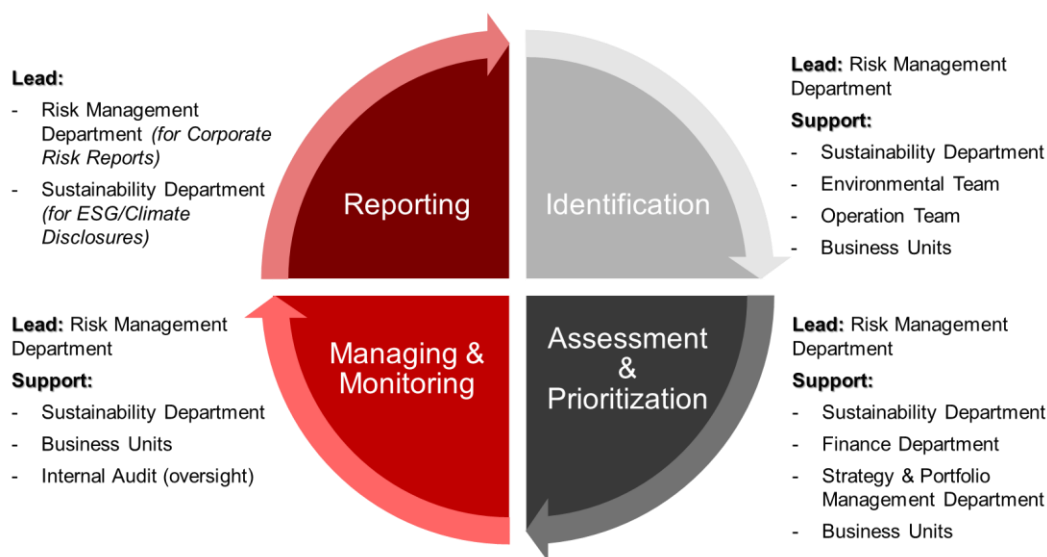 Lead:
- Risk Management
Department (for Corporate
Risk Reports)
- Sustainability Department
(for ESG/Climate
Disclosures)
Reporting
Identification
Lead: Risk Management
Department
Support:
- Sustainability Department
- Environmental Team
- Operation Team
- Business Units
Lead: Risk Management
Department
Support:
- Sustainability Department
- Business Units
- Internal Audit (oversight)
Managing &
Monitoring
Assessment
&
Prioritization
Lead: Risk Management
Department
Support:
- Sustainability Department
- Finance Department
- Strategy & Portfolio
Management Department
- Business Units